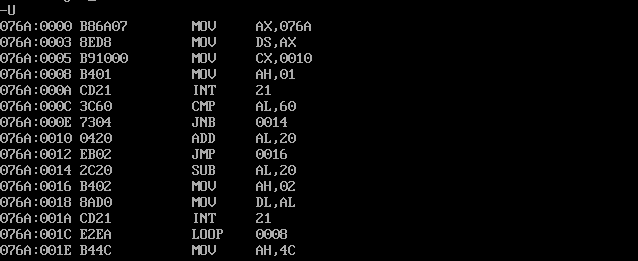 -U
076A:0000 B86A07 MOV AX,076A
076A:0003 8ED8 MOV DS,AX
076A:0005 B91000 MOV CX,0010
076A:0008 B401 MOV AH,01
076A:000A CD21 INT 21
076A:000C 3C60 CMP AL,60
076A:000E 7304 JNB 0014
076A:0010 0420 ADD AL,20
076A:0012 EB02 JMP 0016
076A:0014 2C20 SUB AL,20
076A:0016 B402 MOV AH,02
076A:0018 8AD0 MOV DL,AL
076A:001A CD21 INT 21
076A:001C E2EA LOOP 0008
076A:001E B44C MOV AH,4C